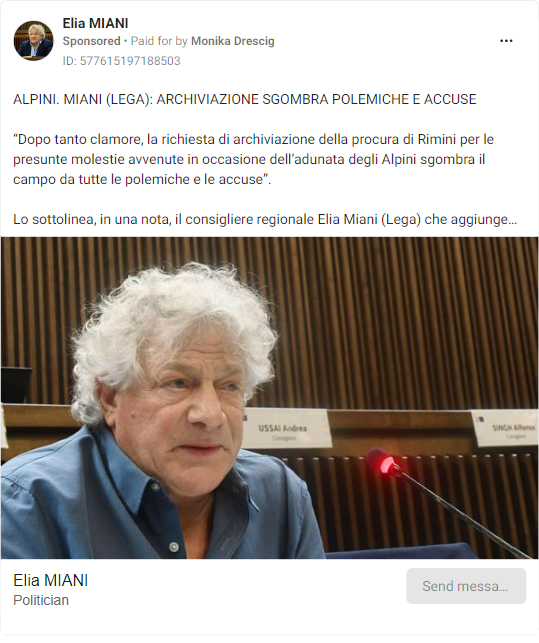 Elia MIANI
Sponsored • Paid for by Monika Drescig
ID: 577615197188503
ALPINI. MIANI (LEGA): ARCHIVIAZIONE SGOMBRA POLEMICHE E ACCUSE
“Dopo tanto clamore, la richiesta di archiviazione della procura di Rimini per le
presunte molestie avvenute in occasione dell’adunata degli Alpini sgombra il
campo da tutte le polemiche e le accuse”.
Lo sottolinea, in una nota, il consigliere regionale Elia Miani (Lega) che aggiunge...
USSAI Andrea
Consigliere
SINGH Alfonso
Consigliere
Elia MIANI
Politician
Send messa...